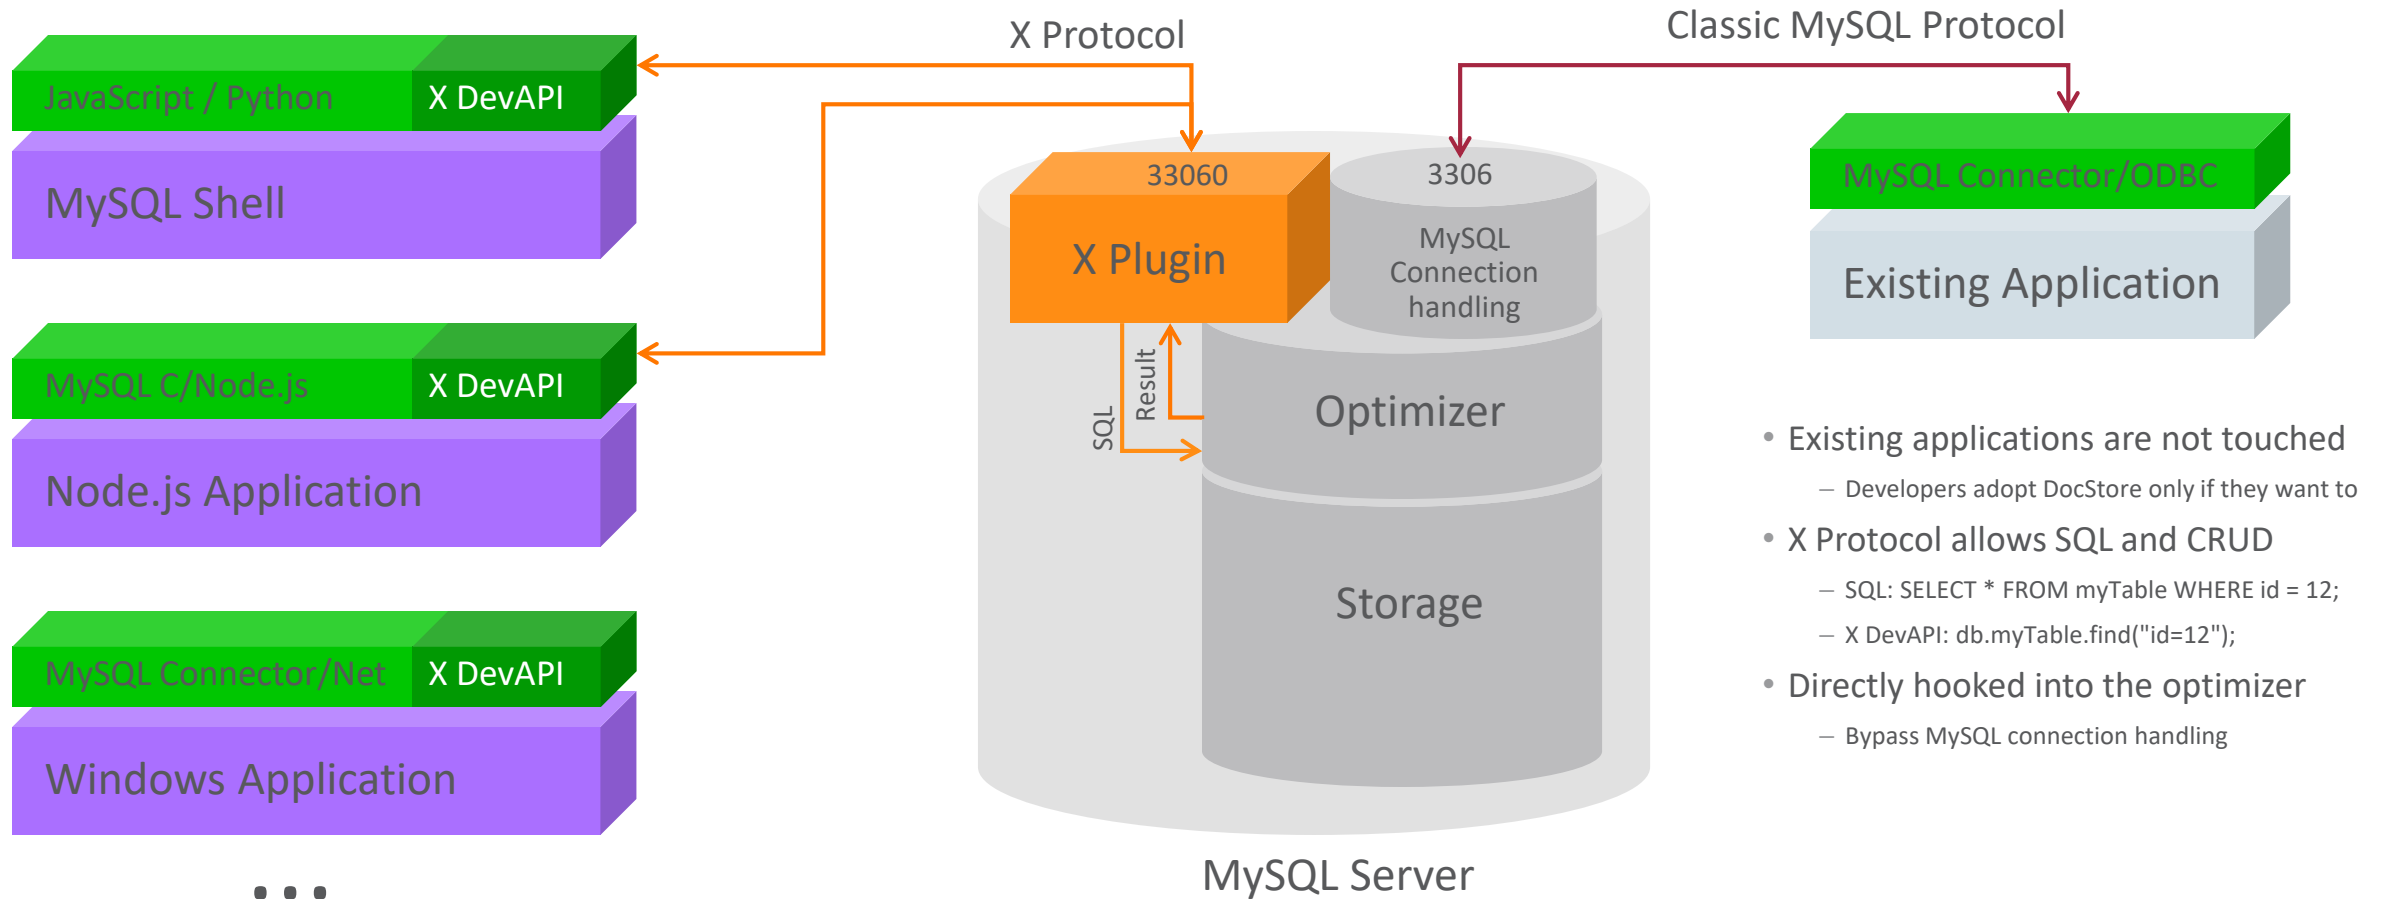 X Protocol
Classic MySQL Protocol
JavaScript / Python
X DevAPI
MySQL Shell
MySQL C/Node.js
X DevAPI
Node.js Application
MySQL Connector/Net
X DevAPI
Windows Application
...
33060
X Plugin
3306
MySQL
Connection
handling
SQL
Result
Optimizer
Storage
MySQL Server
MySQL Connector/ODBC
Existing Application
• Existing applications are not touched
– Developers adopt DocStore only if they want to
• X Protocol allows SQL and CRUD
– SQL: SELECT * FROM myTable WHERE id = 12;
– X DevAPI: db.myTable.find("id=12");
• Directly hooked into the optimizer
– Bypass MySQL connection handling